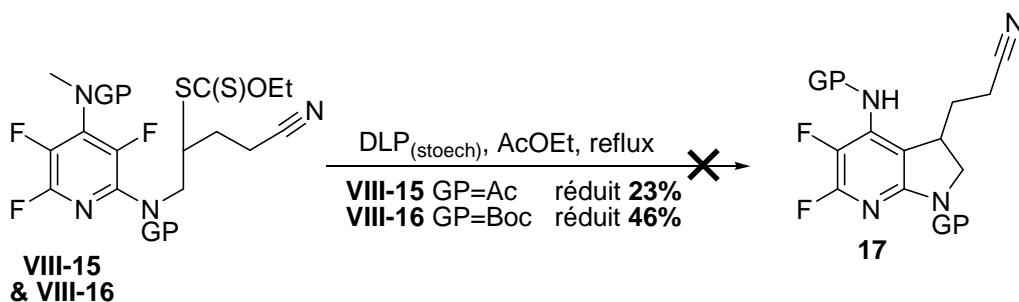 N
SC(S)OEt
GP
N
GP
NH
N
F
F
DLP(stoech), AcOEt, reflux
F
VIII-15 GP=Ac réduit 23%
F
N
N
VIII-16 GP=Boc réduit 46%
F
N
N
F
GP
GP
VIII-15
17
& VIII-16